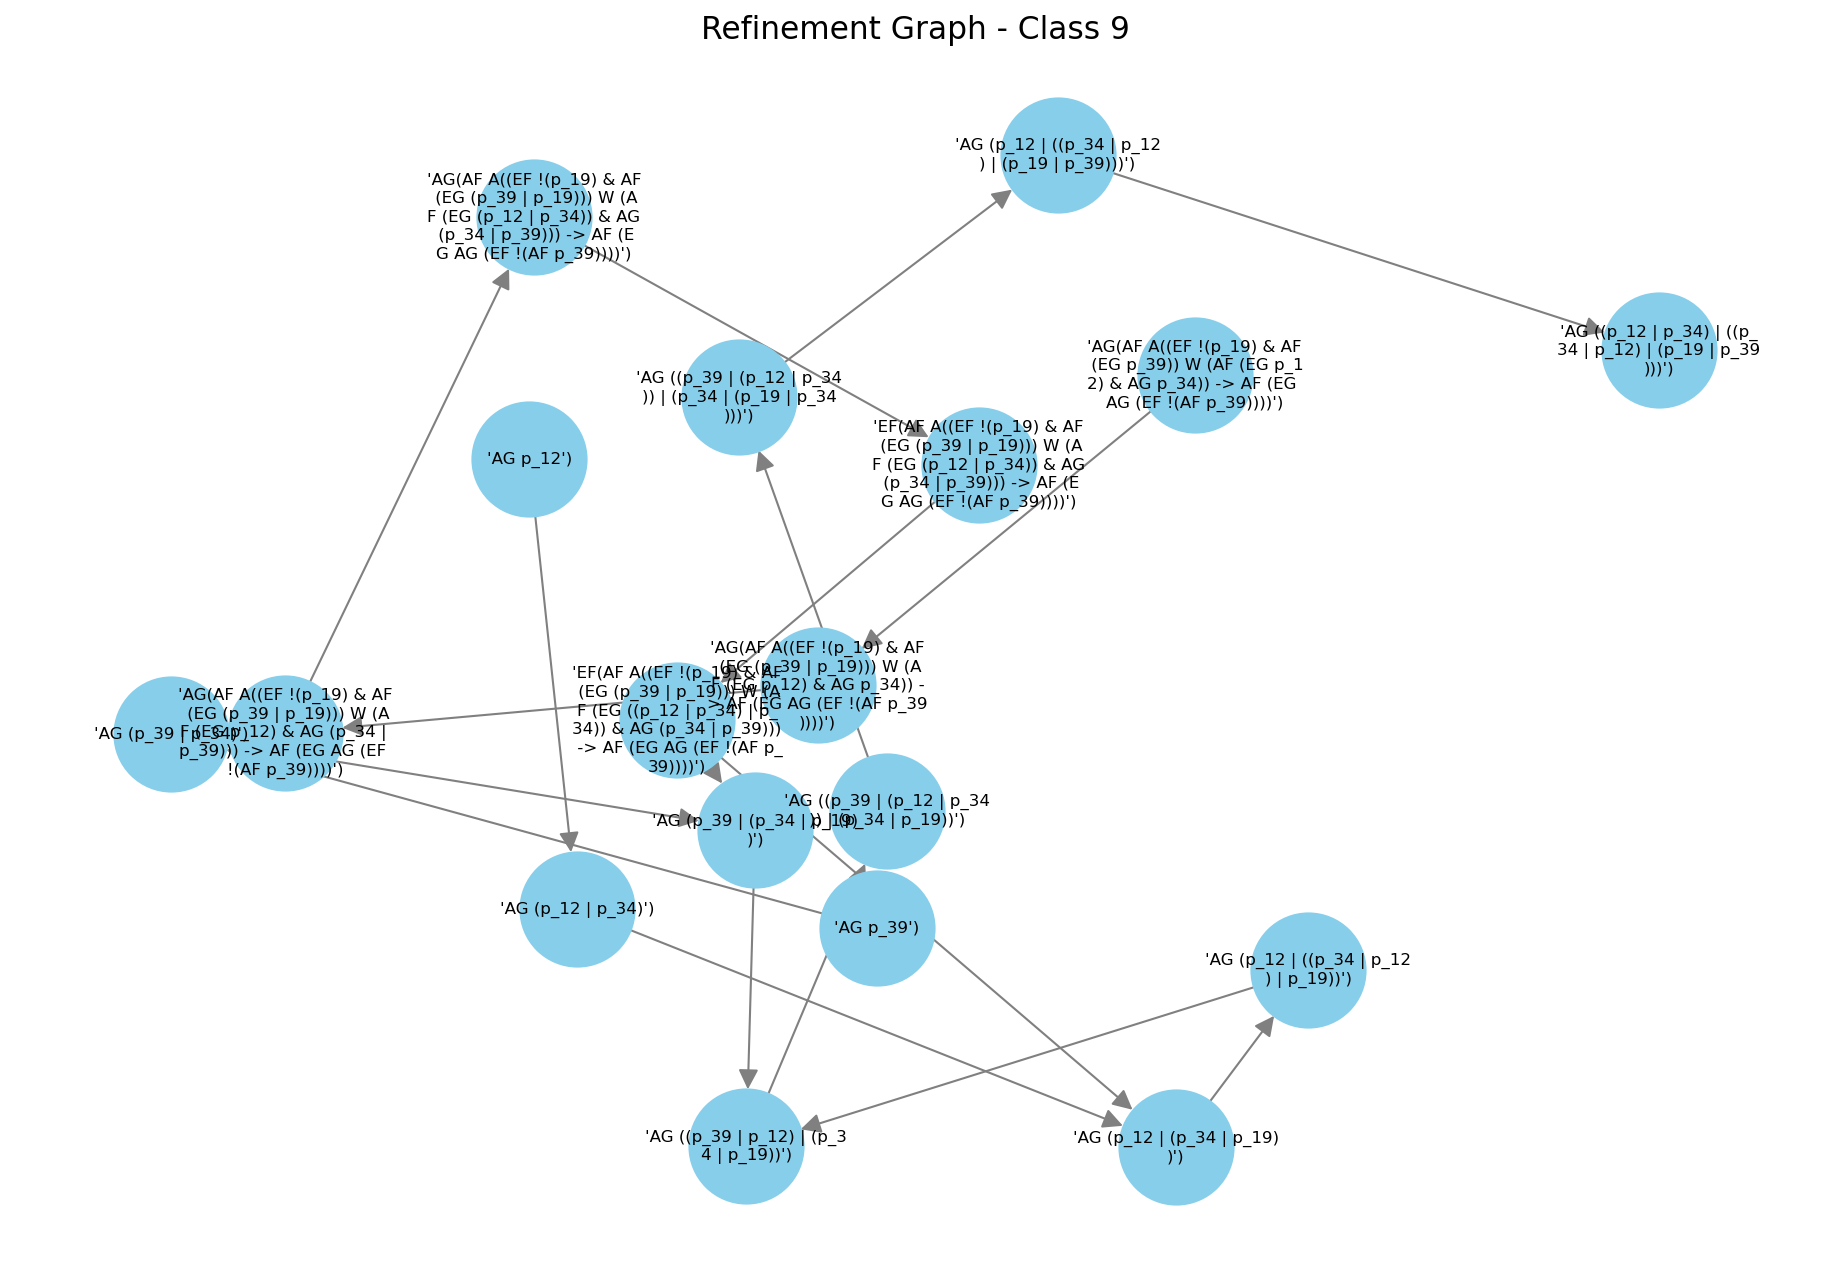 Refinement Graph - Class 9
'AG (p_12 | ((p_34 | p_12
) | (p_19 | p_39)))')
'AG(AF A((EF !(p_19) & AF
(EG (p_39 | p_19))) W (A
F (EG (p_12 | p_34)) & AG
(p_34 | p_39))) -> AF (E
G AG (EF !(AF p_39))))')
'AG ((p_12 | p_34) | ((p_
34 | p_12) | (p_19 | p_39
)))')
'AG(AF A((EF !(p_19) & AF
(EG p_39)) W (AF (EG p_1
2) & AG p_34)) -> AF (EG
AG (EF !(AF p_39))))')
'AG ((p_39 | (p_12 | p_34
)) | (p_34 | (p_19 | p_34
)))')
'EF(AF A((EF !(p_19) & AF
(EG (p_39 | p_19))) W (A
F (EG (p_12 | p_34)) & AG
(p_34 | p_39))) -> AF (E
G AG (EF !(AF p_39))))')
'AG p_12')
'AG(AF A((EF !(p_19) & AF
(EG (p_39 | p_19))) W (A
F (EG p_12) & AG p_34)) -
> AF (EG AG (EF !(AF p_39
))))')
'EF(AF A((EF !(p_19) & AF
(EG (p_39 | p_19))) W (A
F (EG ((p_12 | p_34) | p_
34)) & AG (p_34 | p_39)))
-> AF (EG AG (EF !(AF p_
39))))')
'AG (p_39 | p_34)')
'AG(AF A((EF !(p_19) & AF
(EG (p_39 | p_19))) W (A
F (EG p_12) & AG (p_34 |
p_39))) -> AF (EG AG (EF
!(AF p_39))))')
'AG ((p_39 | (p_12 | p_34
)) | (p_34 | p_19))')
'AG (p_39 | (p_34 | p_19)
)')
'AG (p_12 | p_34)')
'AG p_39')
'AG (p_12 | ((p_34 | p_12
) | p_19))')
'AG ((p_39 | p_12) | (p_3
4 | p_19))')
'AG (p_12 | (p_34 | p_19)
)')